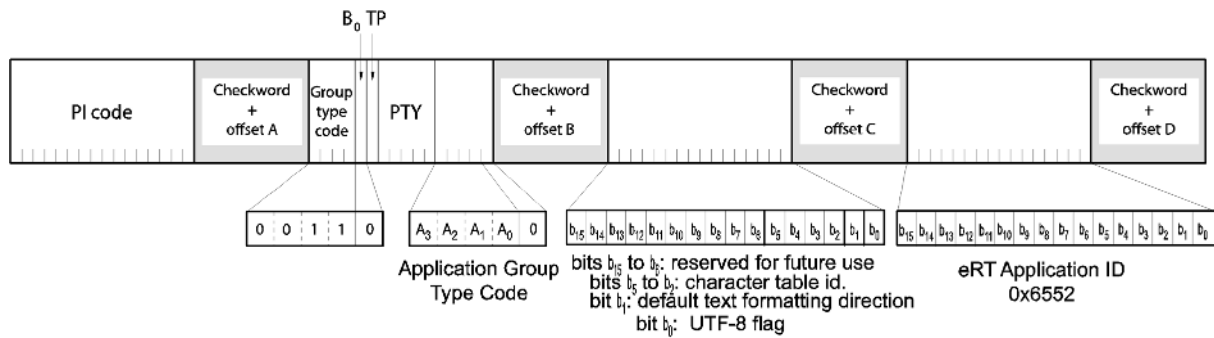 B₀ TP
PI code
Checkword
+
offset A
Group
type
code
PTY
Checkword
+
offset B
Checkword
+
offset C
Checkword
+
offset D
0 0 1 1 0
A₃ A₂ A₁ A₀ 0
b₁₅ b₁₄ b₁₃ b₁₂ b₁₁ b₁₀ b₉ b₈ b₇ b₆ b₅ b₄ b₃ b₂ b₁ b₀
b₁₅ b₁₄ b₁₃ b₁₂ b₁₁ b₁₀ b₉ b₈ b₇ b₆ b₅ b₄ b₃ b₂ b₁ b₀
Application Group
Type Code
bits b₁₅ to b₆: reserved for future use
bits b₅ to b₂: character table id.
bit b₁: default text formatting direction
bit b₀: UTF-8 flag
eRT Application ID
0x6552